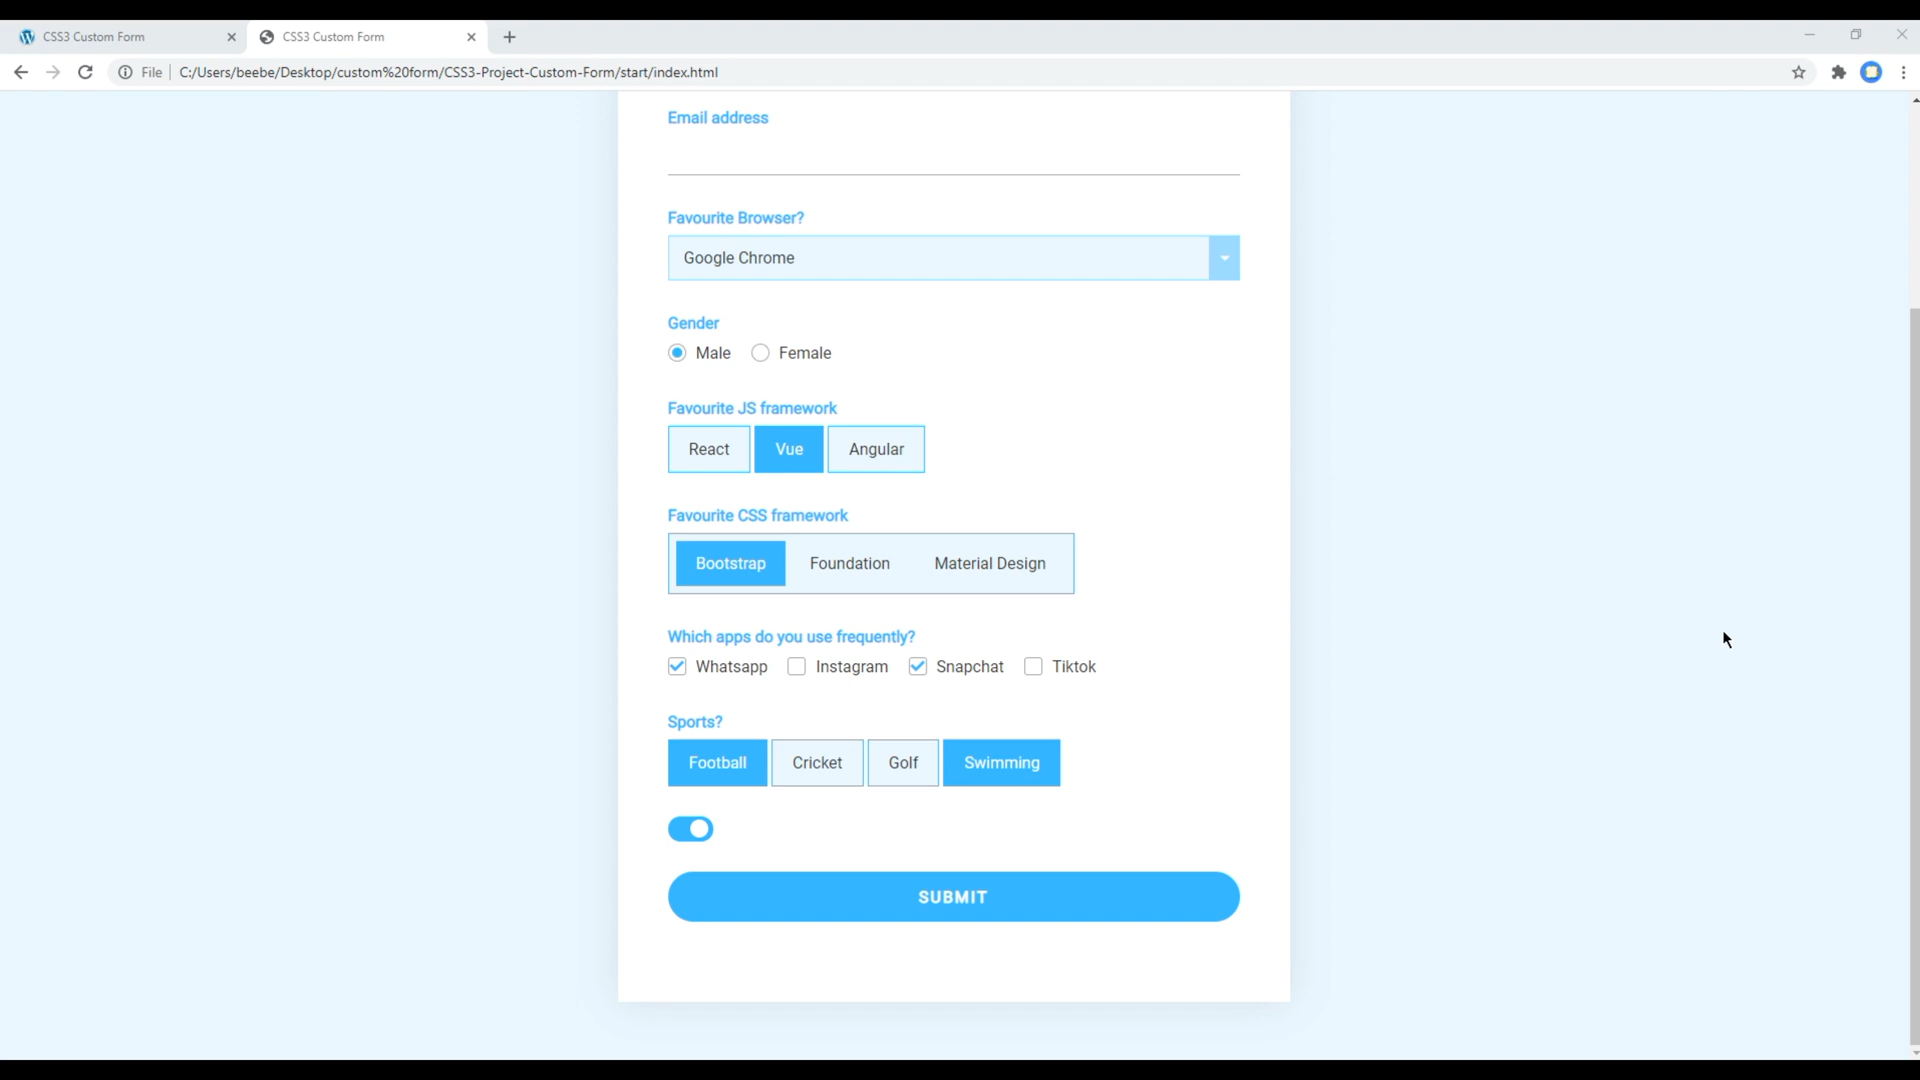 CSS3 Custom Form
CSS3 Custom Form
File C:/Users/beebe/Desktop/custom%20form/CSS3-Project-Custom-Form/start/index.html
Email address
Favourite Browser?
Google Chrome
Gender
Male Female
Favourite JS framework
React Vue Angular
Favourite CSS framework
Bootstrap Foundation Material Design
Which apps do you use frequently?
Whatsapp Instagram Snapchat Tiktok
Sports?
Football Cricket Golf Swimming
SUBMIT